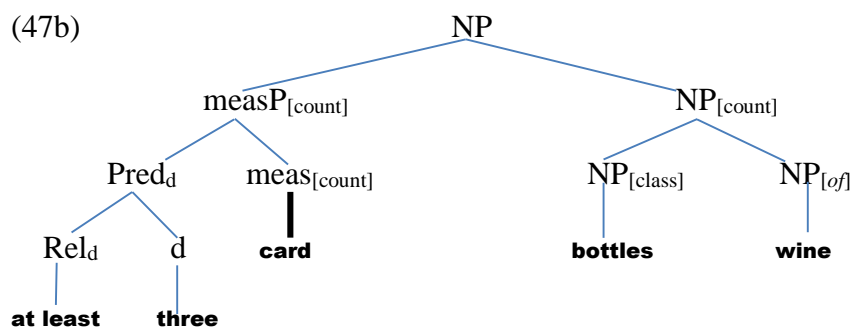 (47b) NP
measP[count] NP[count]
Pred_d meas[count] NP[class] NP[of]
Rel_d d card bottles wine
at least three